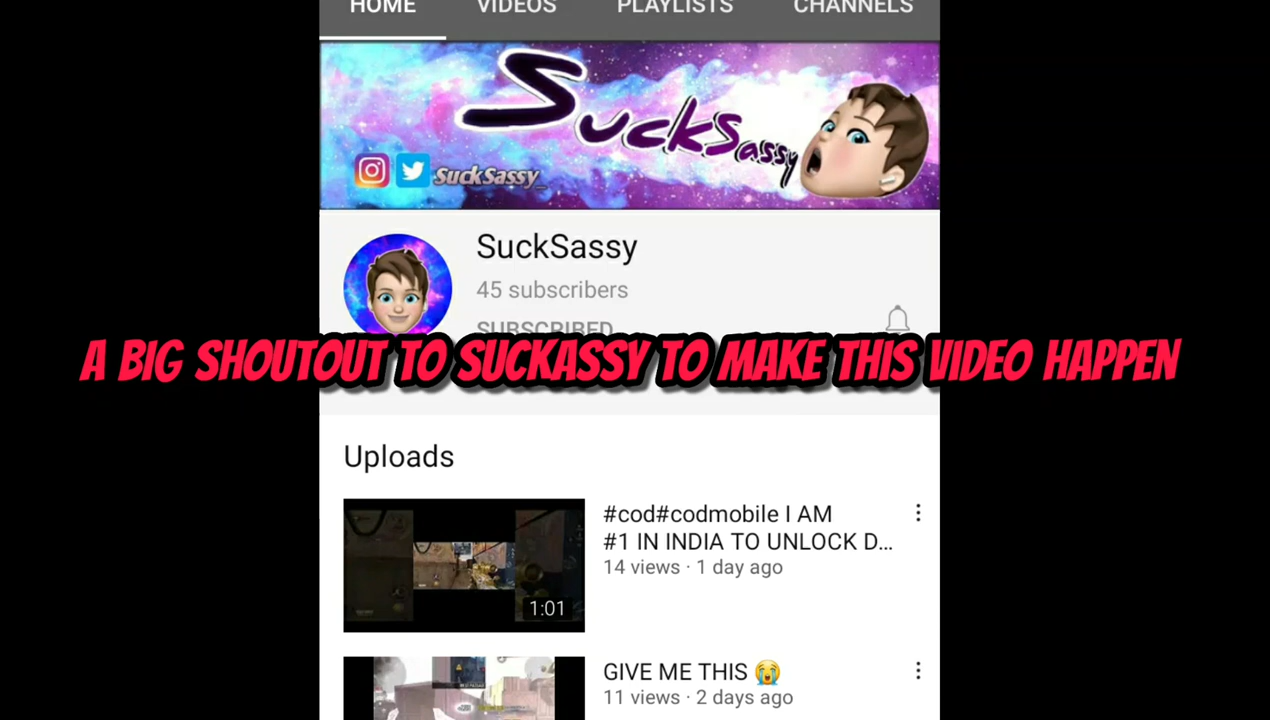 HOME VIDEOS PLAYLISTS CHANNELS
SuckSassy
SuckSassy_
SuckSassy
45 subscribers
SUBSCRIBED
A BIG SHOUTOUT TO SUCKASSY TO MAKE THIS VIDEO HAPPEN
Uploads
#cod#codmobile I AM
#1 IN INDIA TO UNLOCK D...
14 views · 1 day ago
1:01
GIVE ME THIS 😭
11 views · 2 days ago